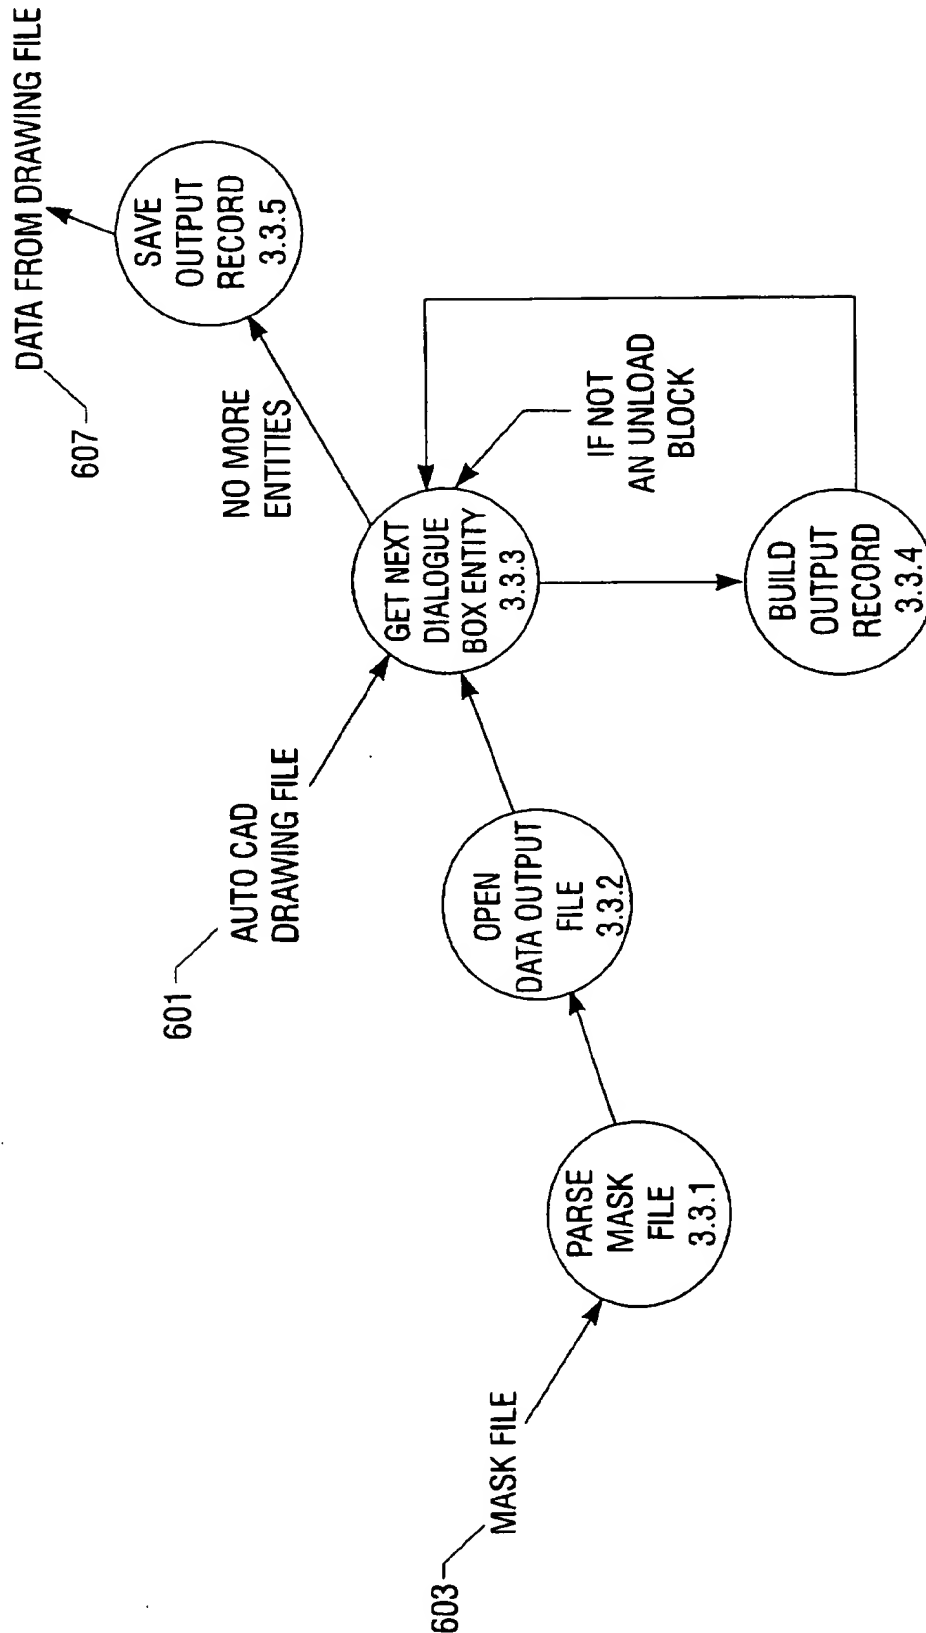 603
MASK FILE
PARSE
MASK
FILE
3.3.1
OPEN
DATA OUTPUT
FILE
3.3.2
601
AUTO CAD
DRAWING FILE
GET NEXT
DIALOGUE
BOX ENTITY
3.3.3
IF NOT
AN UNLOAD
BLOCK
BUILD
OUTPUT
RECORD
3.3.4
NO MORE
ENTITIES
SAVE
OUTPUT
RECORD
3.3.5
607
DATA FROM DRAWING FILE